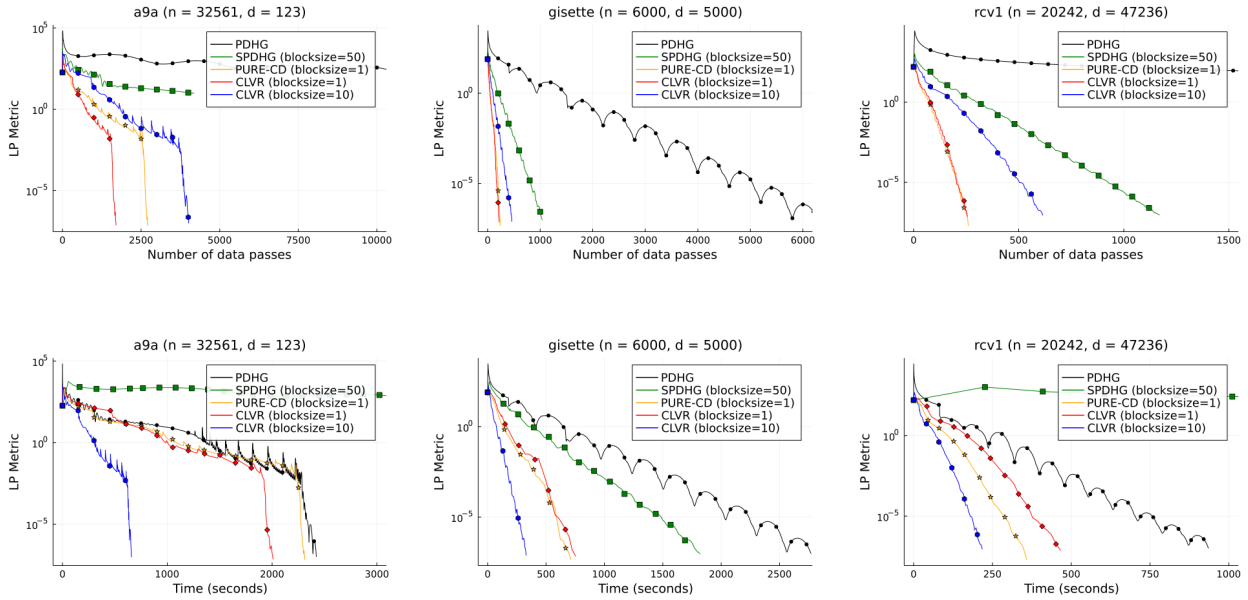 a9a (n = 32561, d = 123)
LP Metric
10^5
10^0
10^-5
PDHG
SPDHG (blocksize=50)
PURE-CD (blocksize=1)
CLVR (blocksize=1)
CLVR (blocksize=10)
0 2500 5000 7500 10000
Number of data passes
gisette (n = 6000, d = 5000)
LP Metric
10^0
10^-5
PDHG
SPDHG (blocksize=50)
PURE-CD (blocksize=1)
CLVR (blocksize=1)
CLVR (blocksize=10)
0 1000 2000 3000 4000 5000 6000
Number of data passes
rcv1 (n = 20242, d = 47236)
LP Metric
10^0
10^-5
PDHG
SPDHG (blocksize=50)
PURE-CD (blocksize=1)
CLVR (blocksize=1)
CLVR (blocksize=10)
0 500 1000 1500
Number of data passes
a9a (n = 32561, d = 123)
LP Metric
10^5
10^0
10^-5
PDHG
SPDHG (blocksize=50)
PURE-CD (blocksize=1)
CLVR (blocksize=1)
CLVR (blocksize=10)
0 1000 2000 3000
Time (seconds)
gisette (n = 6000, d = 5000)
LP Metric
10^0
10^-5
PDHG
SPDHG (blocksize=50)
PURE-CD (blocksize=1)
CLVR (blocksize=1)
CLVR (blocksize=10)
0 500 1000 1500 2000 2500
Time (seconds)
rcv1 (n = 20242, d = 47236)
LP Metric
10^0
10^-5
PDHG
SPDHG (blocksize=50)
PURE-CD (blocksize=1)
CLVR (blocksize=1)
CLVR (blocksize=10)
0 250 500 750 1000
Time (seconds)